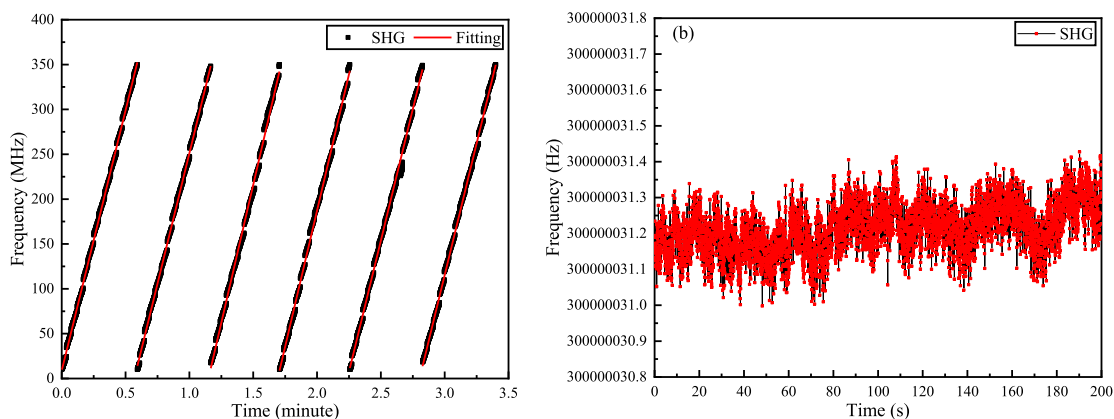 400
350
300
250
200
150
100
50
0
Frequency (MHz)
SHG Fitting
0.0 0.5 1.0 1.5 2.0 2.5 3.0 3.5
Time (minute)
(b)
SHG
300000031.8
300000031.7
300000031.6
300000031.5
300000031.4
300000031.3
300000031.2
300000031.1
300000031.0
300000030.9
300000030.8
Frequency (Hz)
0 20 40 60 80 100 120 140 160 180 200
Time (s)